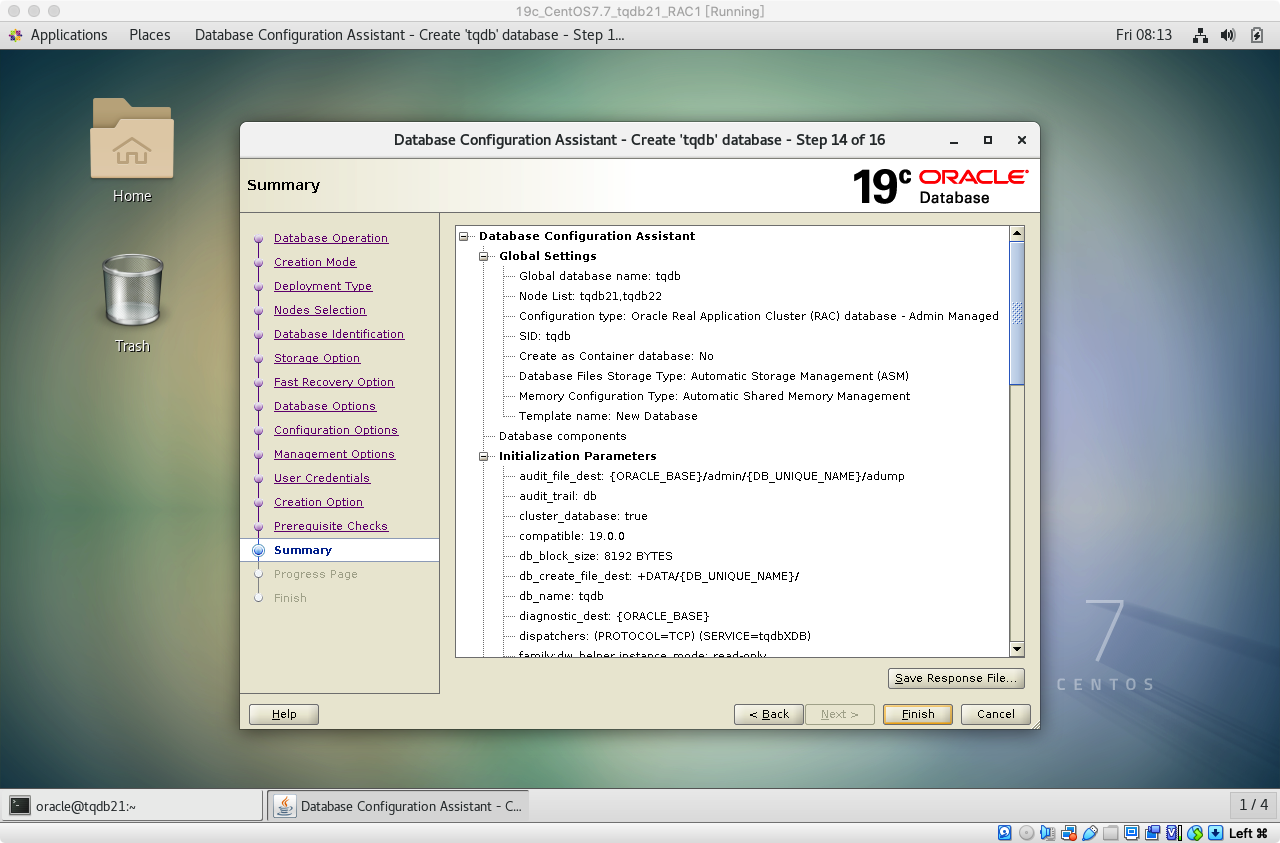 19c_CentOS7.7_tqdb21_RAC1 [Running]
Applications Places Database Configuration Assistant - Create 'tqdb' database - Step 1... Fri 08:13
Home
Trash
Database Configuration Assistant - Create 'tqdb' database - Step 14 of 16
Summary
19c ORACLE
Database
Database Operation
Creation Mode
Deployment Type
Nodes Selection
Database Identification
Storage Option
Fast Recovery Option
Database Options
Configuration Options
Management Options
User Credentials
Creation Option
Prerequisite Checks
Summary
Progress Page
Finish
Database Configuration Assistant
Global Settings
Global database name: tqdb
Node List: tqdb21,tqdb22
Configuration type: Oracle Real Application Cluster (RAC) database - Admin Managed
SID: tqdb
Create as Container database: No
Database Files Storage Type: Automatic Storage Management (ASM)
Memory Configuration Type: Automatic Shared Memory Management
Template name: New Database
Database components
Initialization Parameters
audit_file_dest: {ORACLE_BASE}/admin/{DB_UNIQUE_NAME}/adump
audit_trail: db
cluster_database: true
compatible: 19.0.0
db_block_size: 8192 BYTES
db_create_file_dest: +DATA/{DB_UNIQUE_NAME}/
db_name: tqdb
diagnostic_dest: {ORACLE_BASE}
dispatchers: (PROTOCOL=TCP) (SERVICE=tqdbXDB)
family:dw_helper.instance_mode: read-only
Save Response File...
Help
< Back
Next >
Finish
Cancel
7
CENTOS
oracle@tqdb21:~
Database Configuration Assistant - C...
1 / 4
Left ⌘